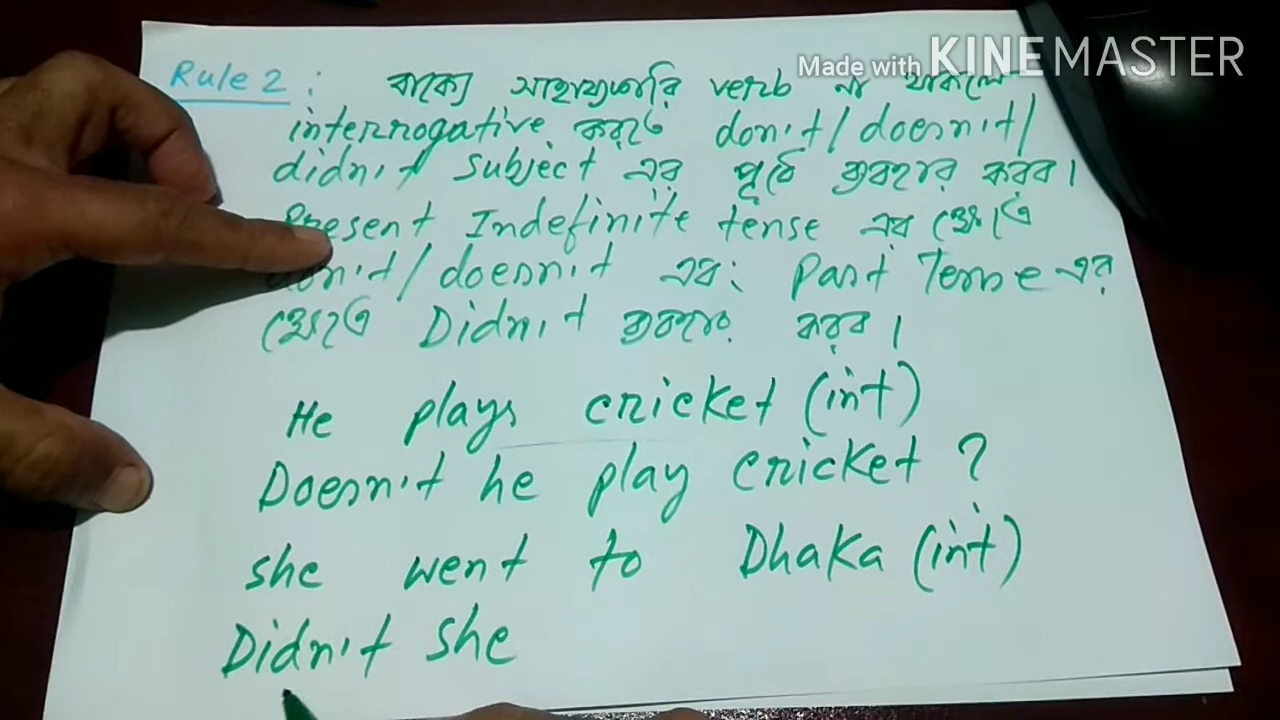 Made with KINEMASTER
Rule 2 : বাক্যে সাহায্যকারি verb না থাকলে
interrogative করতে don't/doesn't/
didn't subject এর পূর্বে ব্যবহার করব।
Present Indefinite tense এর ক্ষেত্রে
don't/doesn't এবং Past Tense এর
ক্ষেত্রে Didn't ব্যবহার করব।
He plays cricket (int)
Doesn't he play cricket ?
she went to Dhaka (int)
Didn't she